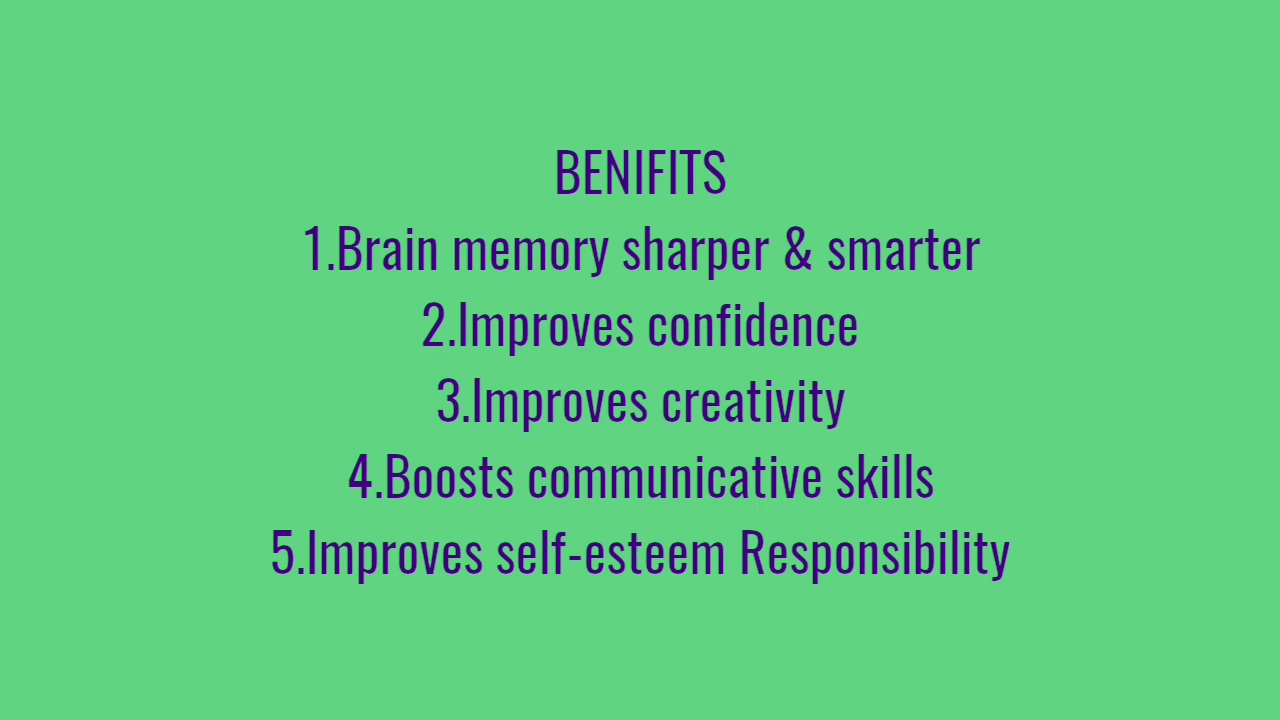 BENIFITS
1.Brain memory sharper & smarter
2.Improves confidence
3.Improves creativity
4.Boosts communicative skills
5.Improves self-esteem Responsibility